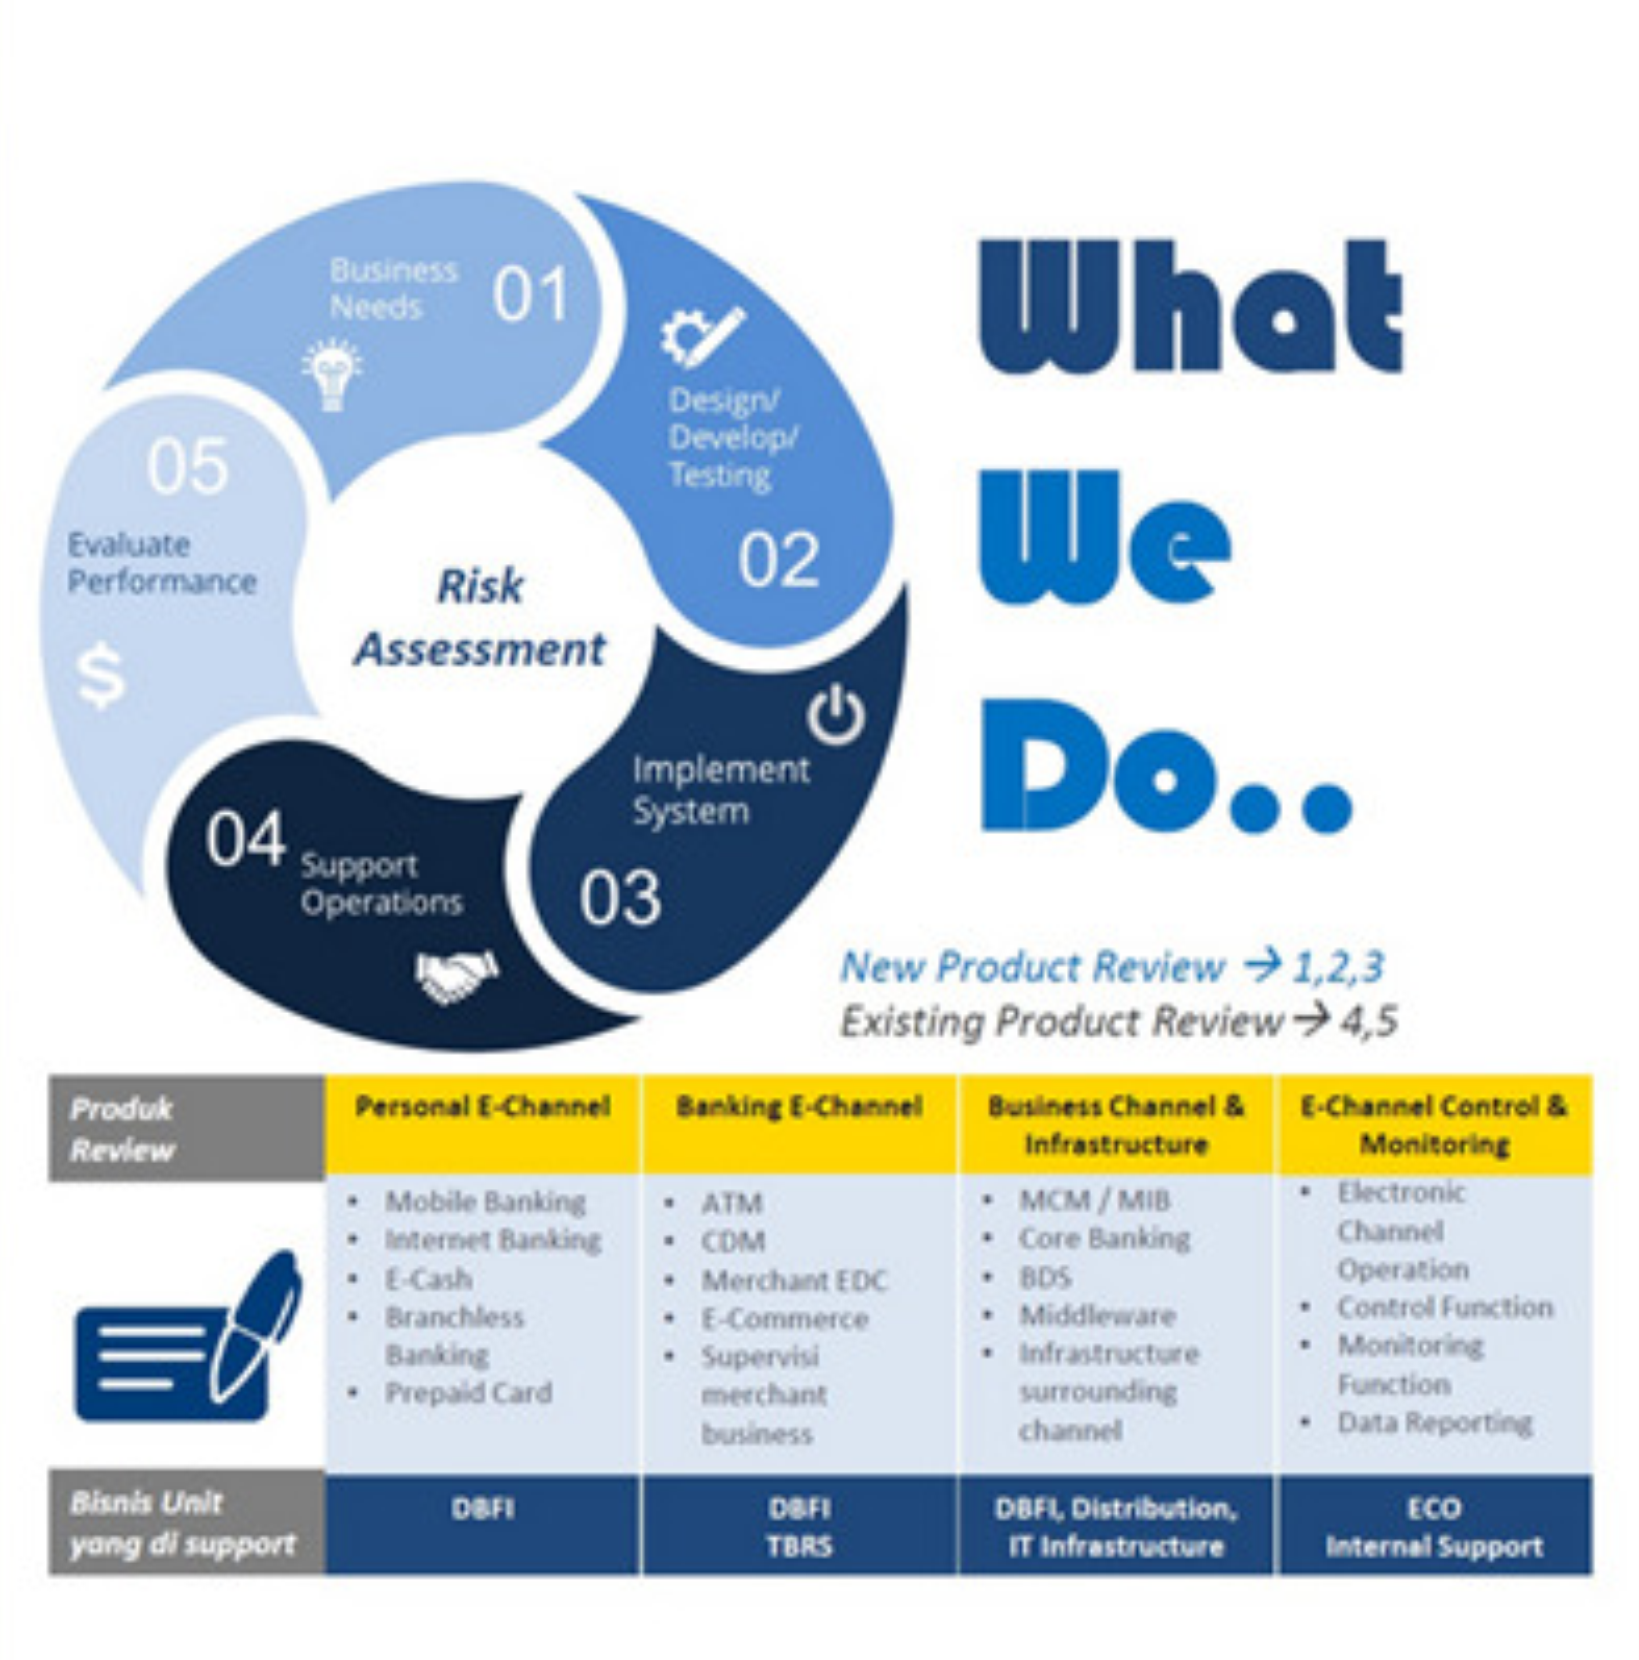 Business
Needs
01
Design/
Develop/
Testing
02
Implement
System
03
04
Support
Operations
05
Evaluate
Performance
$
Risk
Assessment
What
We
Do..
New Product Review → 1,2,3
Existing Product Review → 4,5
Produk
Review
Personal E-Channel
Banking E-Channel
Business Channel &
Infrastructure
E-Channel Control &
Monitoring
• Mobile Banking
• Internet Banking
• E-Cash
• Branchless
Banking
• Prepaid Card
• ATM
• CDM
• Merchant EDC
• E-Commerce
• Supervisi
merchant
business
• MCM / MIB
• Core Banking
• BDS
• Middleware
• Infrastructure
surrounding
channel
• Electronic
Channel
Operation
• Control Function
• Monitoring
Function
• Data Reporting
Bisnis Unit
yang di support
DBFI
DBFI
TBRS
DBFI, Distribution,
IT Infrastructure
ECO
Internal Support